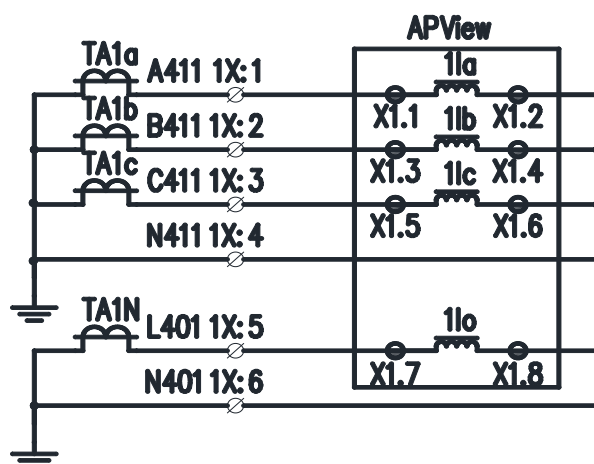 APView
TA1a A411 1X: 1 1Ia
X1.1 X1.2
TA1b B411 1X: 2 1Ib
X1.3 X1.4
TA1c C411 1X: 3 1Ic
X1.5 X1.6
N411 1X: 4
TA1N L401 1X: 5 1Io
X1.7 X1.8
N401 1X: 6